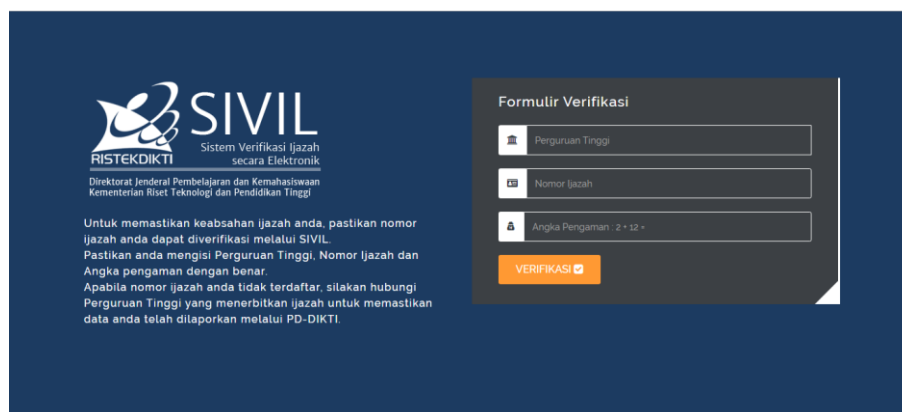 SIVIL
Sistem Verifikasi Ijazah
secara Elektronik
RISTEKDIKTI
Direktorat Jenderal Pembelajaran dan Kemahasiswaan
Kementerian Riset Teknologi dan Pendidikan Tinggi
Untuk memastikan keabsahan ijazah anda, pastikan nomor
ijazah anda dapat diverifikasi melalui SIVIL.
Pastikan anda mengisi Perguruan Tinggi, Nomor Ijazah dan
Angka pengaman dengan benar.
Apabila nomor ijazah anda tidak terdaftar, silakan hubungi
Perguruan Tinggi yang menerbitkan ijazah untuk memastikan
data anda telah dilaporkan melalui PD-DIKTI.
Formulir Verifikasi
Perguruan Tinggi
Nomor Ijazah
Angka Pengaman : 2 + 12 =
VERIFIKASI